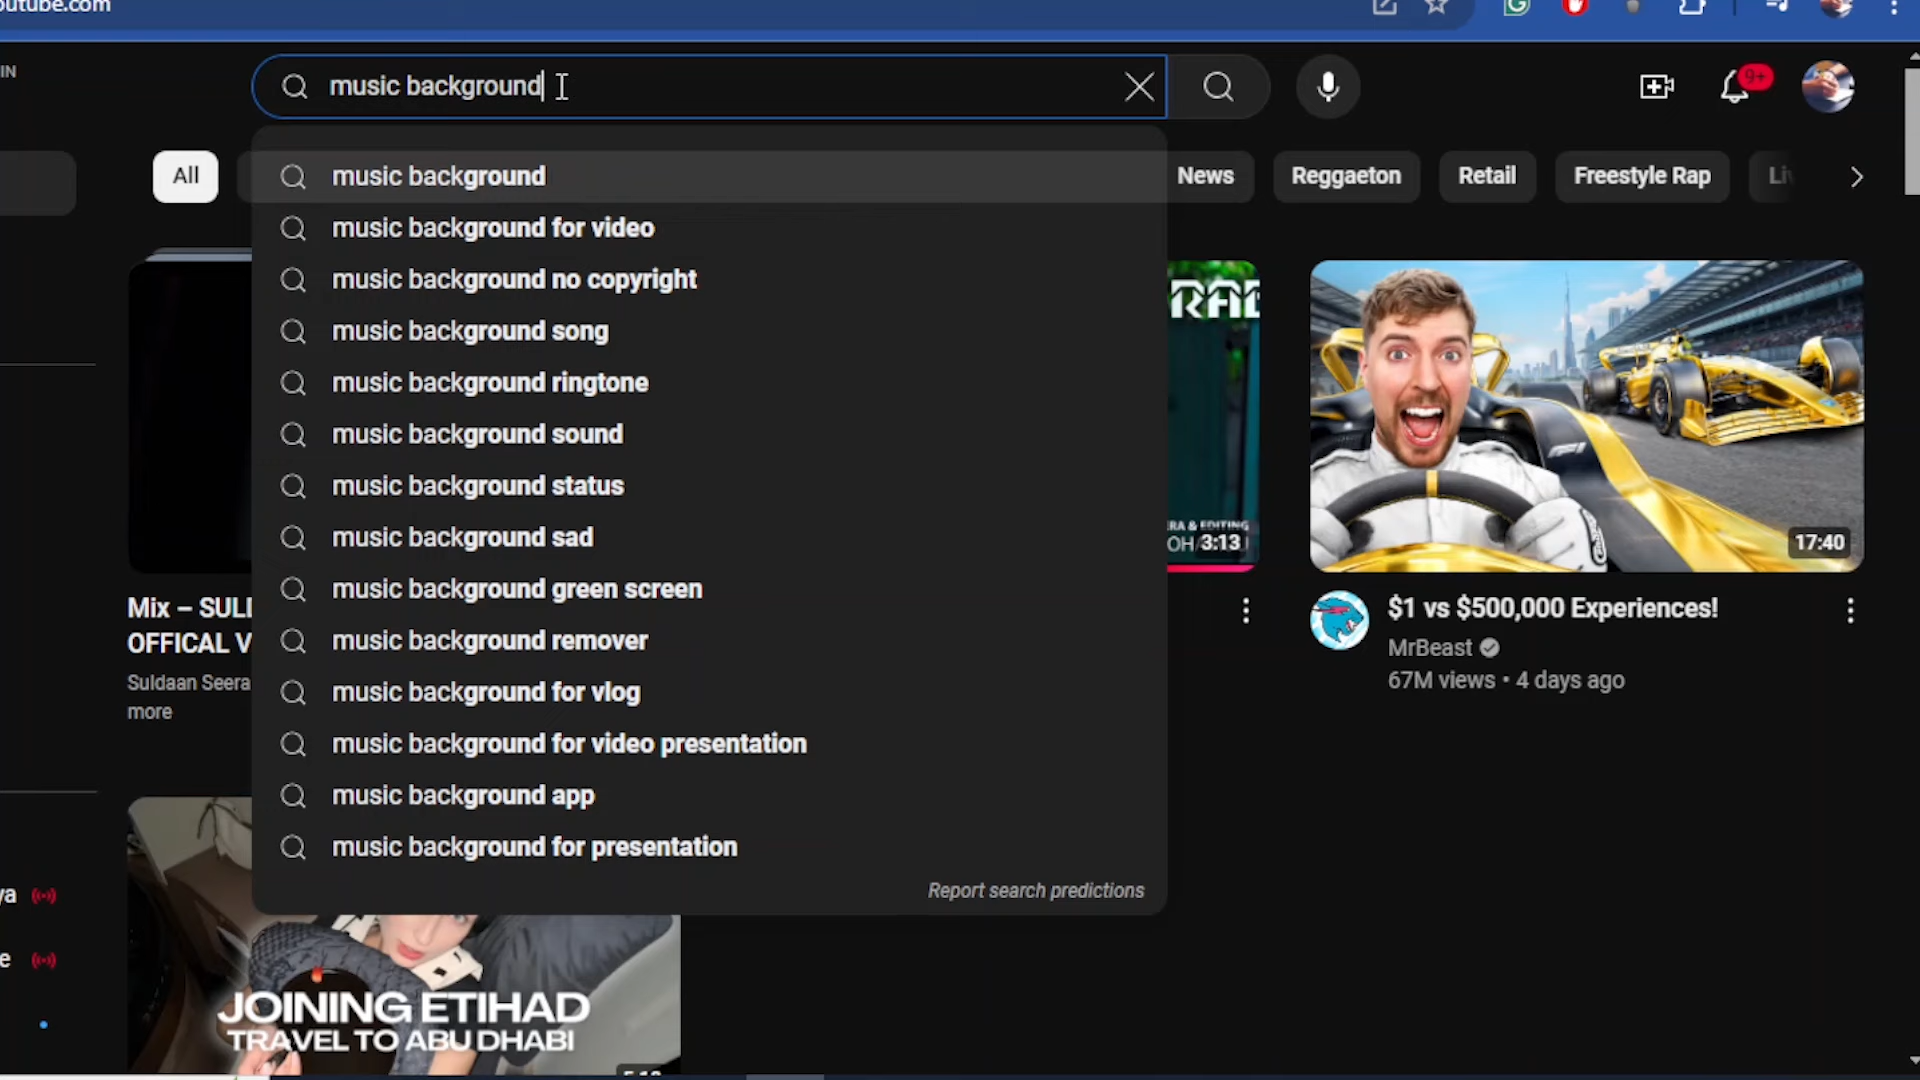 outube.com
IN
music background
9+
All
News
Reggaeton
Retail
Freestyle Rap
music background
music background for video
music background no copyright
music background song
music background ringtone
music background sound
music background status
music background sad
music background green screen
music background remover
music background for vlog
music background for video presentation
music background app
music background for presentation
Report search predictions
3:13
17:40
Mix – SUL
OFFICAL V
Suldaan Seera
more
$1 vs $500,000 Experiences!
MrBeast
67M views • 4 days ago
JOINING ETIHAD
TRAVEL TO ABU DHABI